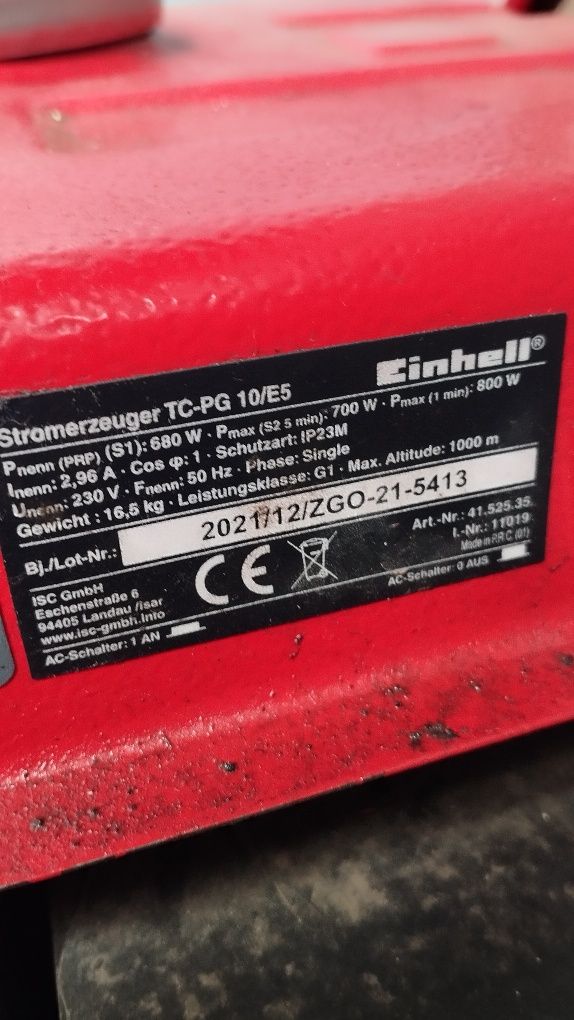 Einhell®
Stromerzeuger TC-PG 10/E5
Pnenn (PRP) (S1): 680 W · Pmax (S2 5 min): 700 W · Pmax (1 min): 800 W
Inenn: 2,96 A · Cos φ: 1 · Schutzart: IP23M
Unenn: 230 V · Fnenn: 50 Hz · Phase: Single
Gewicht : 16,5 kg · Leistungsklasse: G1 · Max. Altitude: 1000 m
Bj./Lot-Nr.: 2021/12/ZGO-21-5413
Art.-Nr.: 41.525.35
I.-Nr.: 11019
Made in P.R.C (01)
ISC GmbH
Eschenstraße 6
94405 Landau /Isar
www.isc-gmbh.info
CE
AC-Schalter: 1 AN
AC-Schalter: 0 AUS